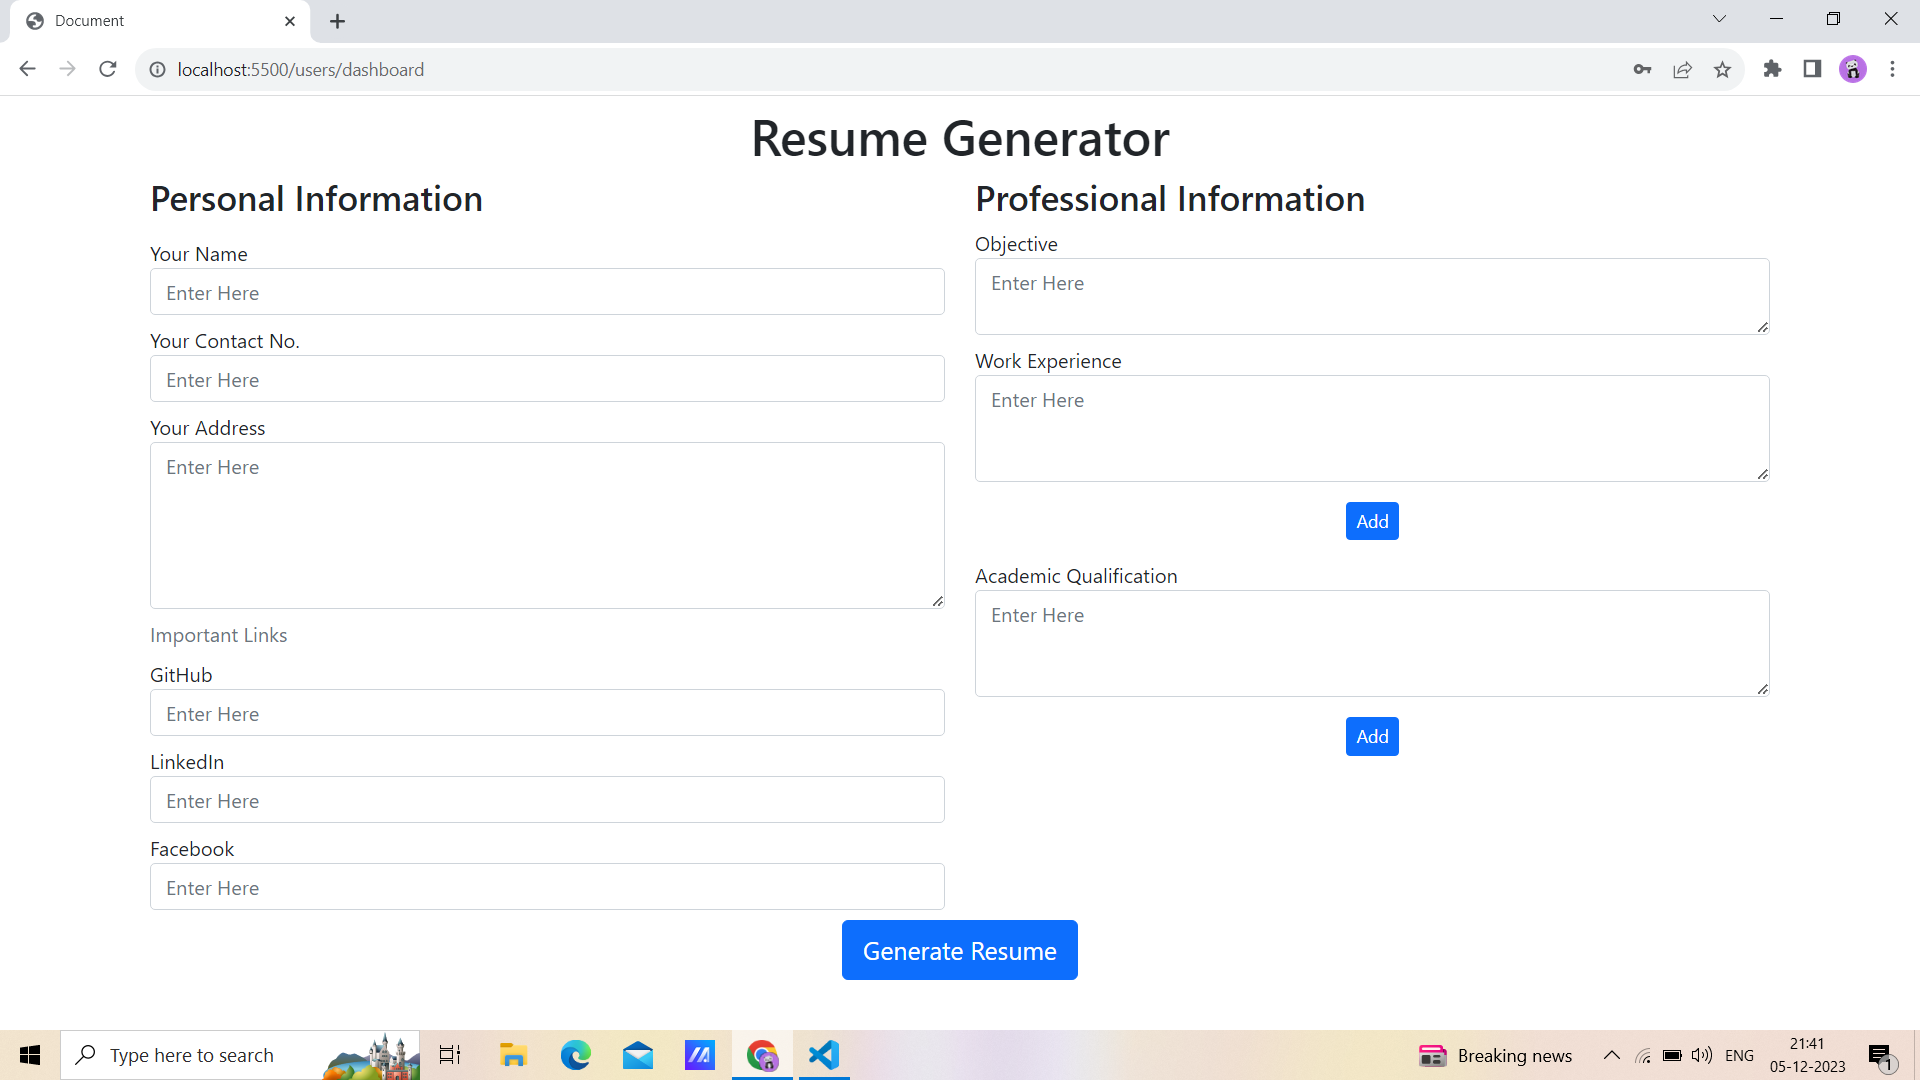 Document
localhost:5500/users/dashboard
Resume Generator
Personal Information
Your Name
Enter Here
Your Contact No.
Enter Here
Your Address
Enter Here
Important Links
GitHub
Enter Here
LinkedIn
Enter Here
Facebook
Enter Here
Professional Information
Objective
Enter Here
Work Experience
Enter Here
Add
Academic Qualification
Enter Here
Add
Generate Resume
Type here to search
Breaking news
ENG
21:41
05-12-2023
1